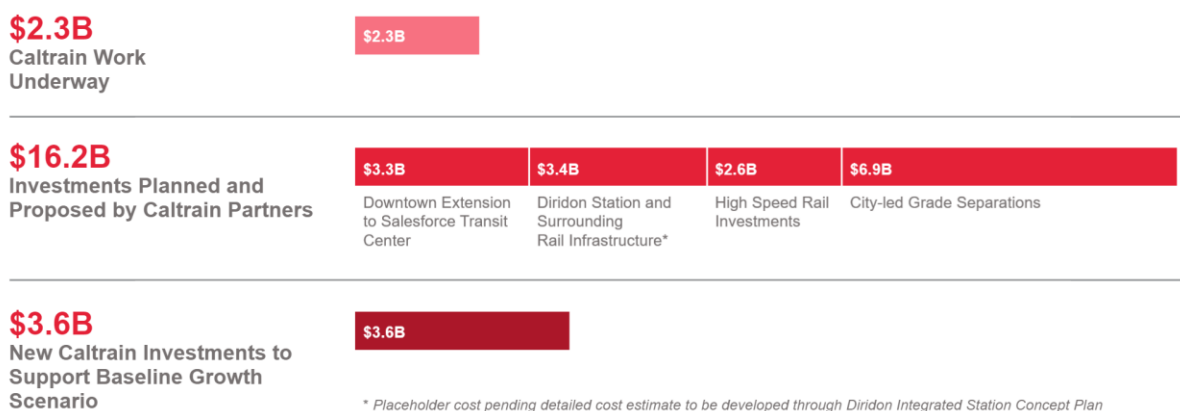 $2.3B
Caltrain Work
Underway
$2.3B
$16.2B
Investments Planned and
Proposed by Caltrain Partners
$3.3B
Downtown Extension
to Salesforce Transit
Center
$3.4B
Diridon Station and
Surrounding
Rail Infrastructure*
$2.6B
High Speed Rail
Investments
$6.9B
City-led Grade Separations
$3.6B
New Caltrain Investments to
Support Baseline Growth
Scenario
$3.6B
* Placeholder cost pending detailed cost estimate to be developed through Diridon Integrated Station Concept Plan